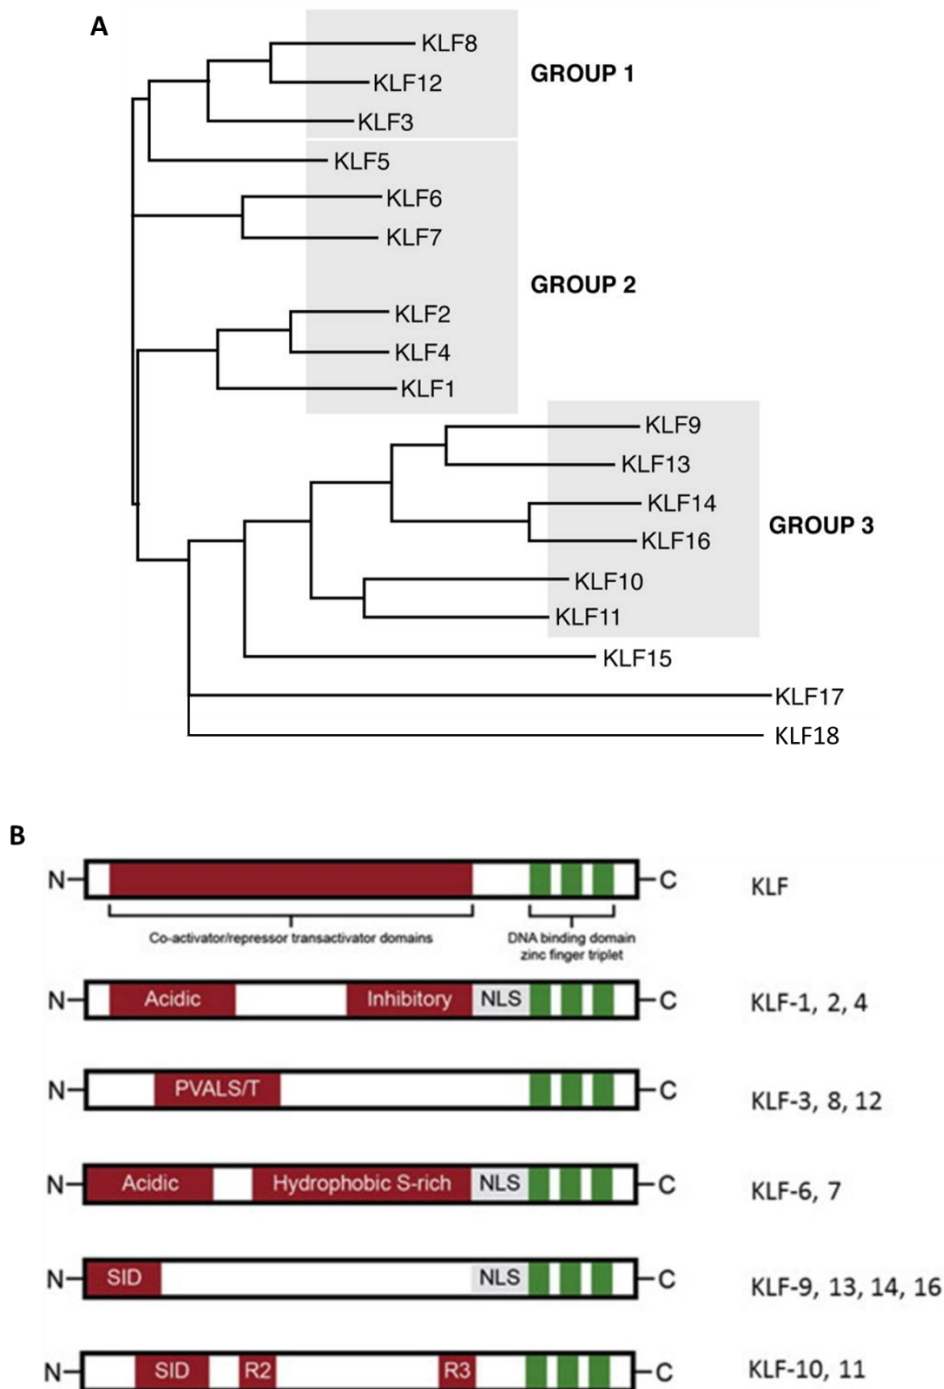 A
KLF8
GROUP 1
KLF12
KLF3
KLF5
KLF6
KLF7
GROUP 2
KLF2
KLF4
KLF1
KLF9
KLF13
KLF14
GROUP 3
KLF16
KLF10
KLF11
KLF15
KLF17
KLF18
B
N C KLF
Co-activator/repressor transactivator domains
DNA binding domain
zinc finger triplet
N Acidic Inhibitory NLS C KLF-1, 2, 4
N PVALS/T C KLF-3, 8, 12
N Acidic Hydrophobic S-rich NLS C KLF-6, 7
N SID NLS C KLF-9, 13, 14, 16
N SID R2 R3 C KLF-10, 11